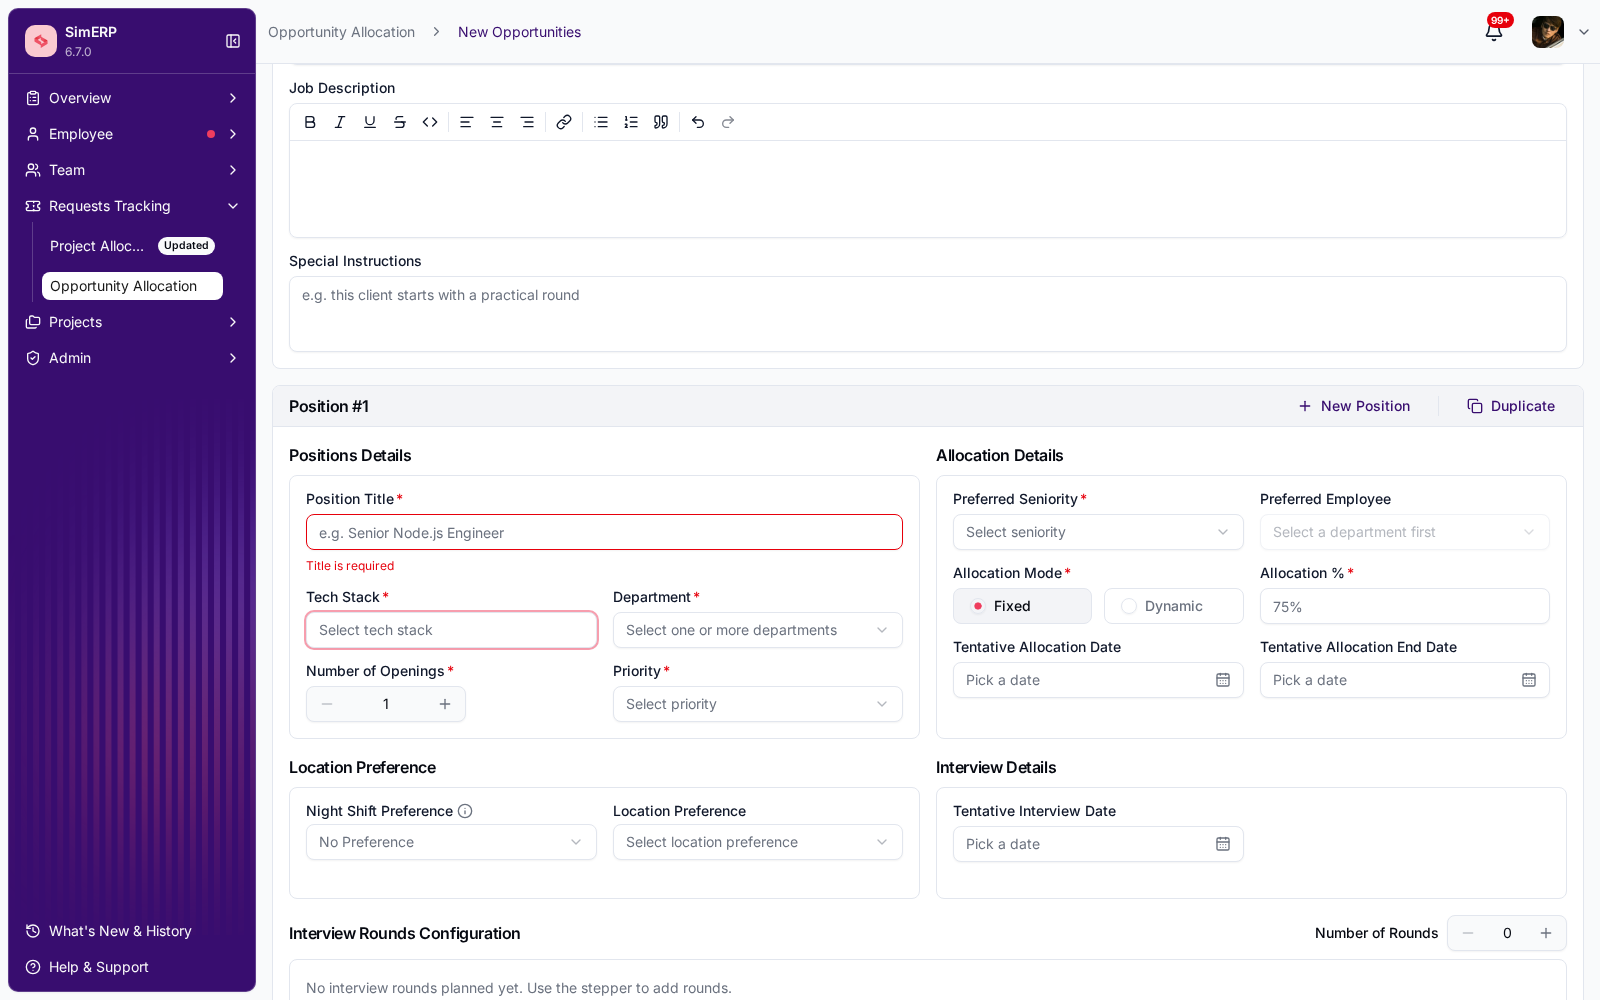 SimERP
6.7.0
Overview
Employee
Team
Requests Tracking
Project Alloc... Updated
Opportunity Allocation
Projects
Admin
What's New & History
Help & Support
Opportunity Allocation > New Opportunities
99+
Job Description
Special Instructions
e.g. this client starts with a practical round
Position #1
New Position
Duplicate
Positions Details
Position Title*
e.g. Senior Node.js Engineer
Title is required
Tech Stack* Department*
Select tech stack Select one or more departments
Number of Openings* Priority*
1 Select priority
Allocation Details
Preferred Seniority* Preferred Employee
Select seniority Select a department first
Allocation Mode* Allocation %*
Fixed Dynamic 75%
Tentative Allocation Date Tentative Allocation End Date
Pick a date Pick a date
Location Preference
Night Shift Preference Location Preference
No Preference Select location preference
Interview Details
Tentative Interview Date
Pick a date
Interview Rounds Configuration
Number of Rounds 0
No interview rounds planned yet. Use the stepper to add rounds.